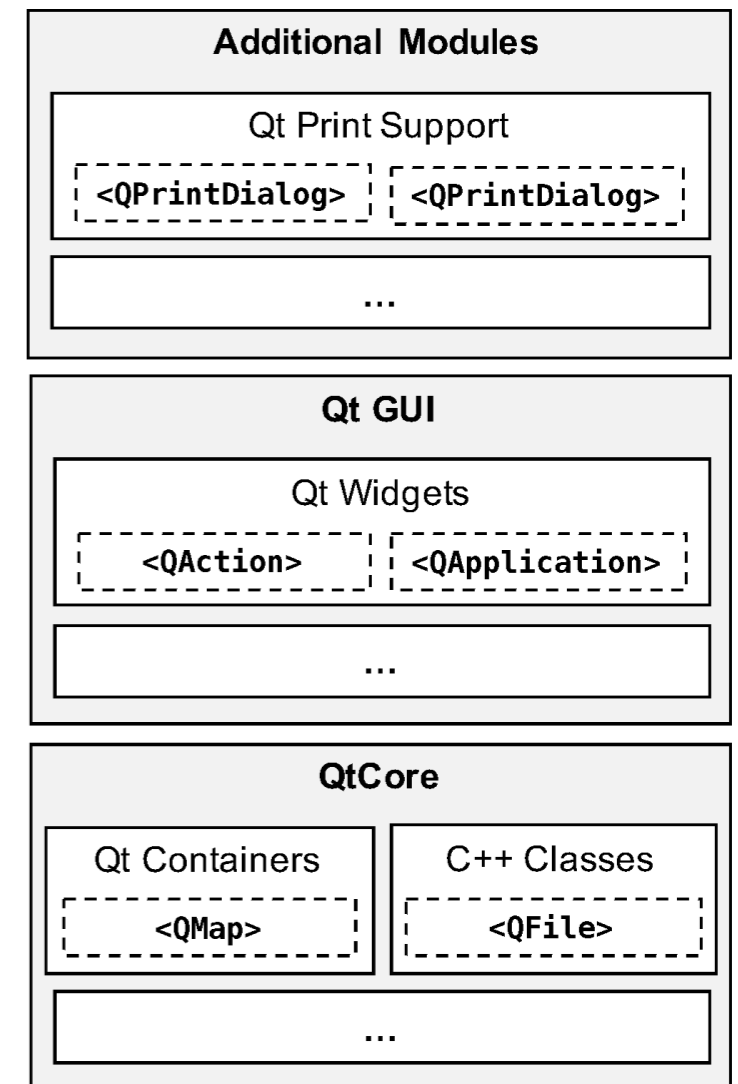 Additional Modules
Qt Print Support
<QPrintDialog> <QPrintDialog>
...
Qt GUI
Qt Widgets
<QAction> <QApplication>
...
QtCore
Qt Containers C++ Classes
<QMap> <QFile>
...